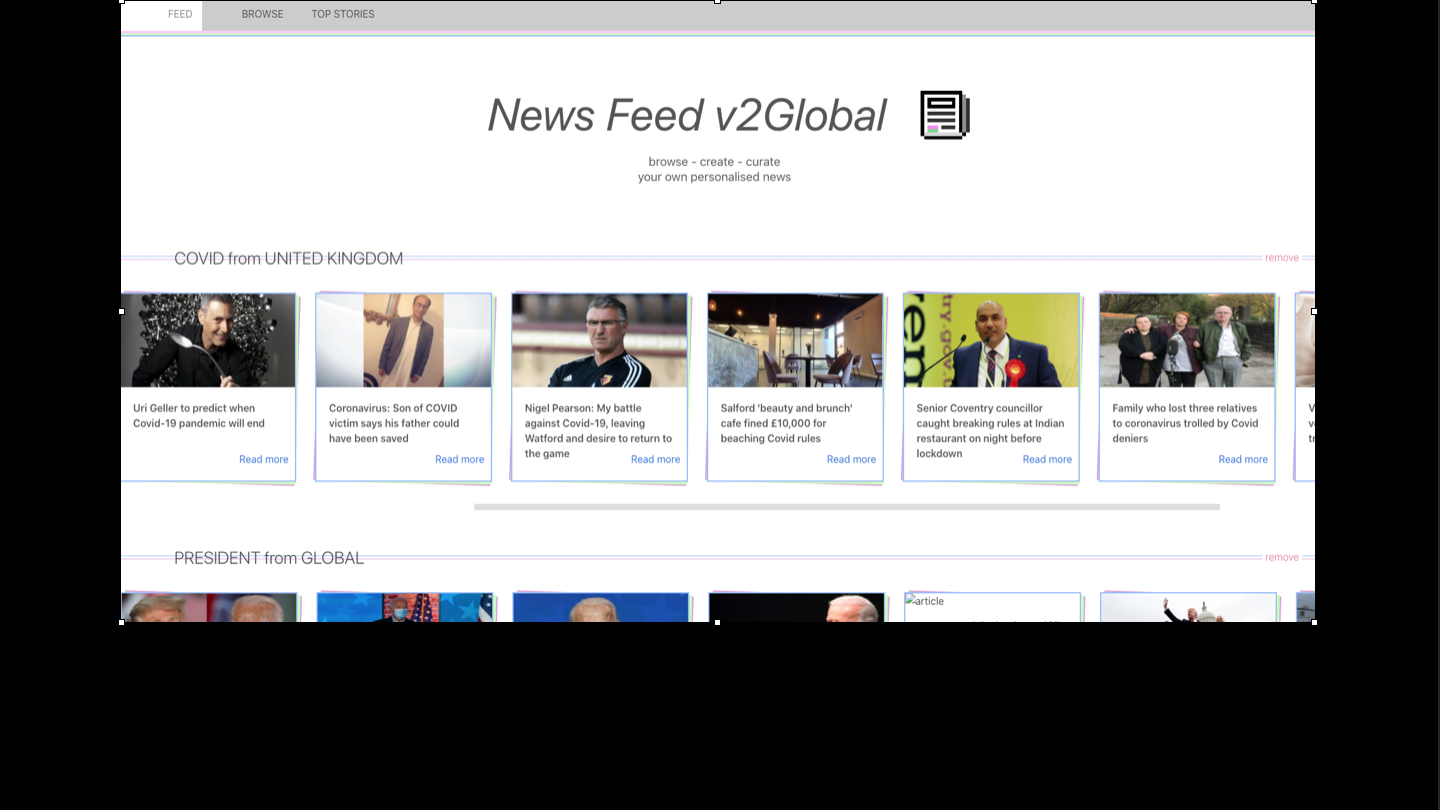 FEED
BROWSE
TOP STORIES
News Feed v2Global
browse - create - curate
your own personalised news
COVID from UNITED KINGDOM
remove
Uri Geller to predict when
Covid-19 pandemic will end
Read more
Coronavirus: Son of COVID
victim says his father could
have been saved
Read more
Nigel Pearson: My battle
against Covid-19, leaving
Watford and desire to return to
the game
Read more
Salford 'beauty and brunch'
cafe fined £10,000 for
beaching Covid rules
Read more
Senior Coventry councillor
caught breaking rules at Indian
restaurant on night before
lockdown
Read more
Family who lost three relatives
to coronavirus trolled by Covid
deniers
Read more
PRESIDENT from GLOBAL
remove
article